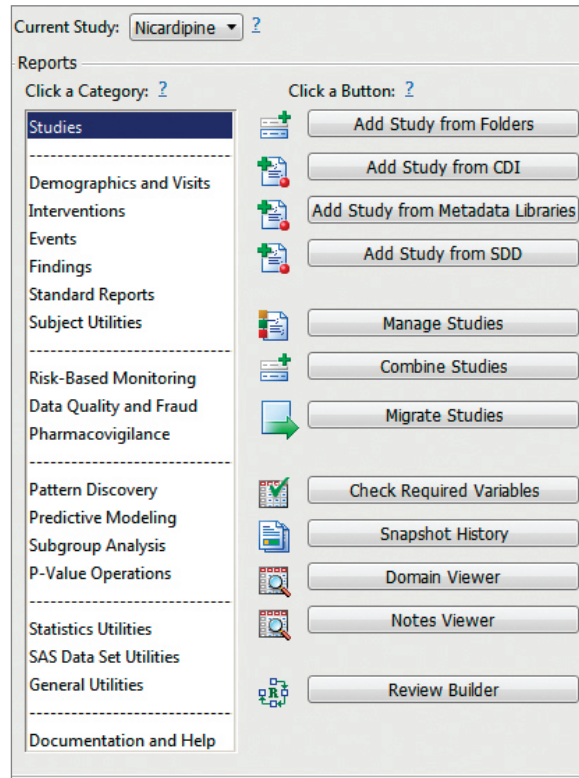 Current Study: Nicardipine ?
Reports
Click a Category: ?
Studies
--------------------------------
Demographics and Visits
Interventions
Events
Findings
Standard Reports
Subject Utilities
--------------------------------
Risk-Based Monitoring
Data Quality and Fraud
Pharmacovigilance
--------------------------------
Pattern Discovery
Predictive Modeling
Subgroup Analysis
P-Value Operations
--------------------------------
Statistics Utilities
SAS Data Set Utilities
General Utilities
--------------------------------
Documentation and Help
Click a Button: ?
Add Study from Folders
Add Study from CDI
Add Study from Metadata Libraries
Add Study from SDD
Manage Studies
Combine Studies
Migrate Studies
Check Required Variables
Snapshot History
Domain Viewer
Notes Viewer
R
Review Builder